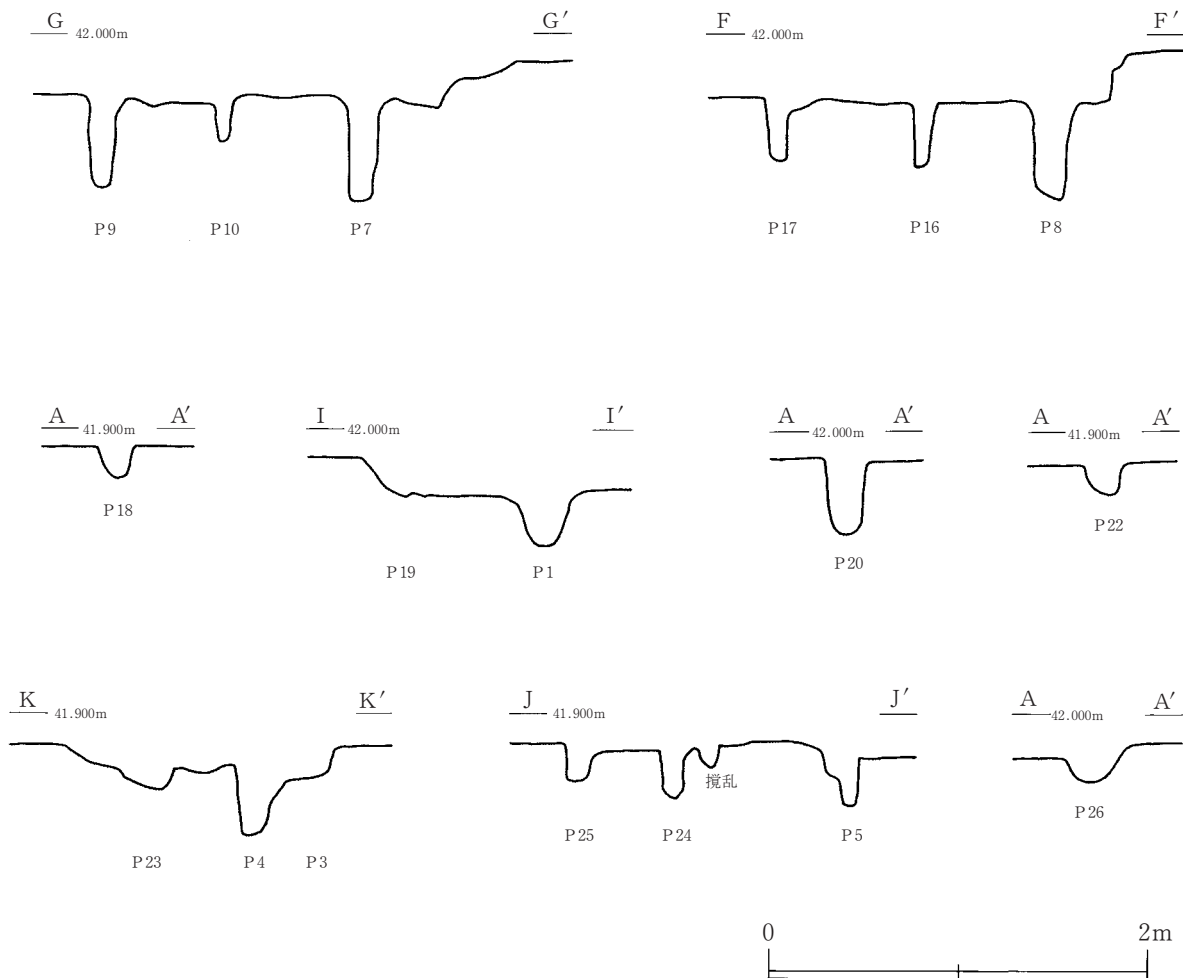 G 42.000m G′
P9 P10 P7
F 42.000m F′
P17 P16 P8
A 41.900m A′
P18
I 42.000m I′
P19 P1
A 42.000m A′
P20
A 41.900m A′
P22
K 41.900m K′
P23 P4 P3
J 41.900m J′
撹乱
P25 P24 P5
A 42.000m A′
P26
0 2m